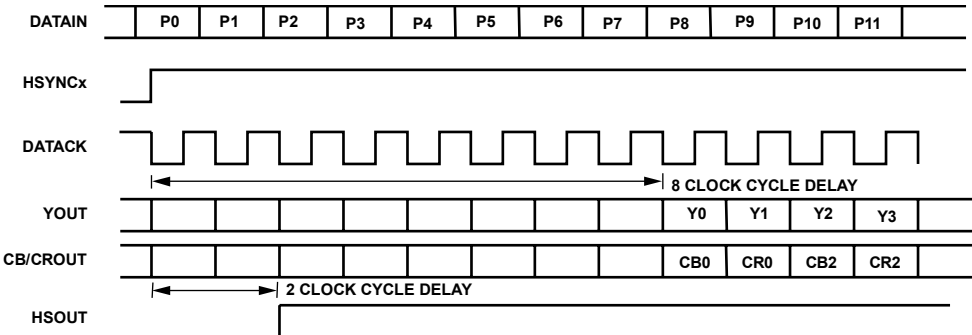 DATAIN P0 P1 P2 P3 P4 P5 P6 P7 P8 P9 P10 P11
HSYNCx
DATACK
8 CLOCK CYCLE DELAY
YOUT Y0 Y1 Y2 Y3
CB/CROUT CB0 CR0 CB2 CR2
2 CLOCK CYCLE DELAY
HSOUT